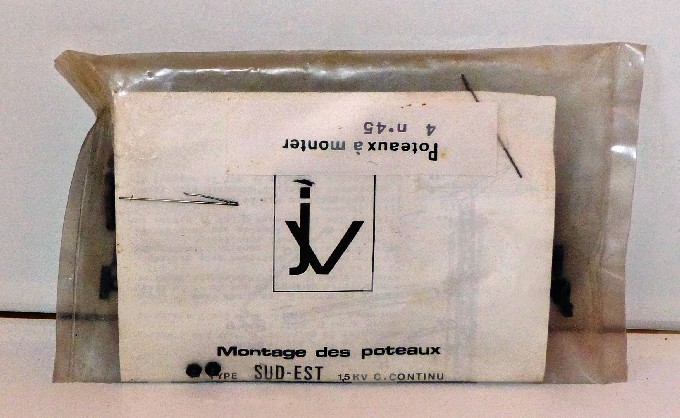 Poteaux à monter
4 n°45
jv
Montage des poteaux
TYPE SUD-EST 1,5 KV C. CONTINU